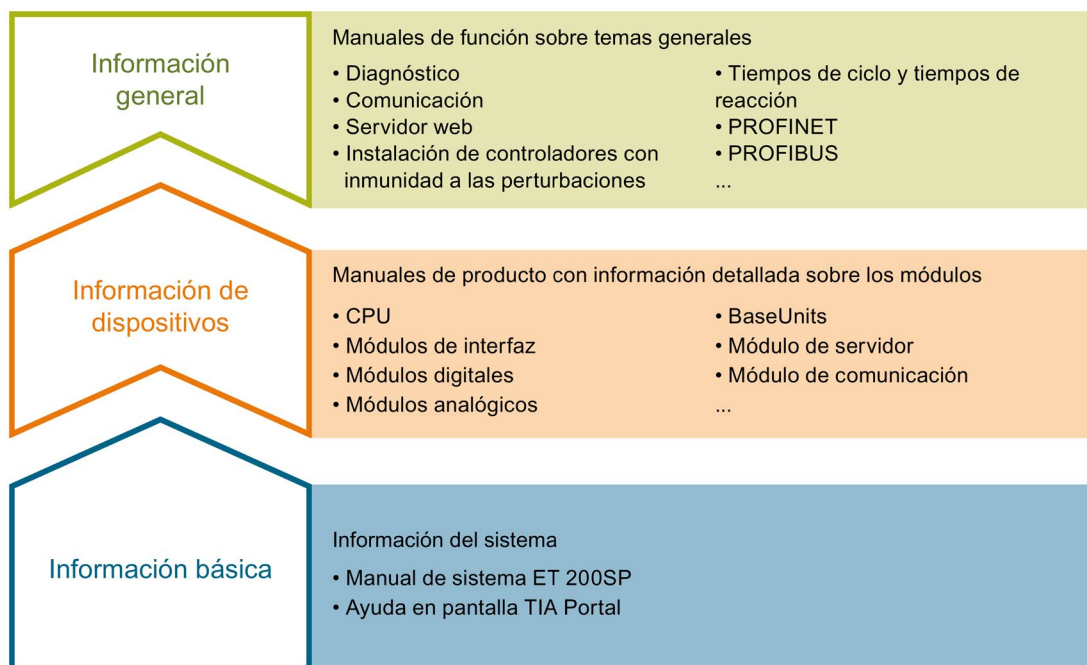 Información
general
Manuales de función sobre temas generales
• Diagnóstico
• Comunicación
• Servidor web
• Instalación de controladores con
inmunidad a las perturbaciones
• Tiempos de ciclo y tiempos de
reacción
• PROFINET
• PROFIBUS
...
Información de
dispositivos
Manuales de producto con información detallada sobre los módulos
• CPU
• Módulos de interfaz
• Módulos digitales
• Módulos analógicos
• BaseUnits
• Módulo de servidor
• Módulo de comunicación
...
Información básica
Información del sistema
• Manual de sistema ET 200SP
• Ayuda en pantalla TIA Portal